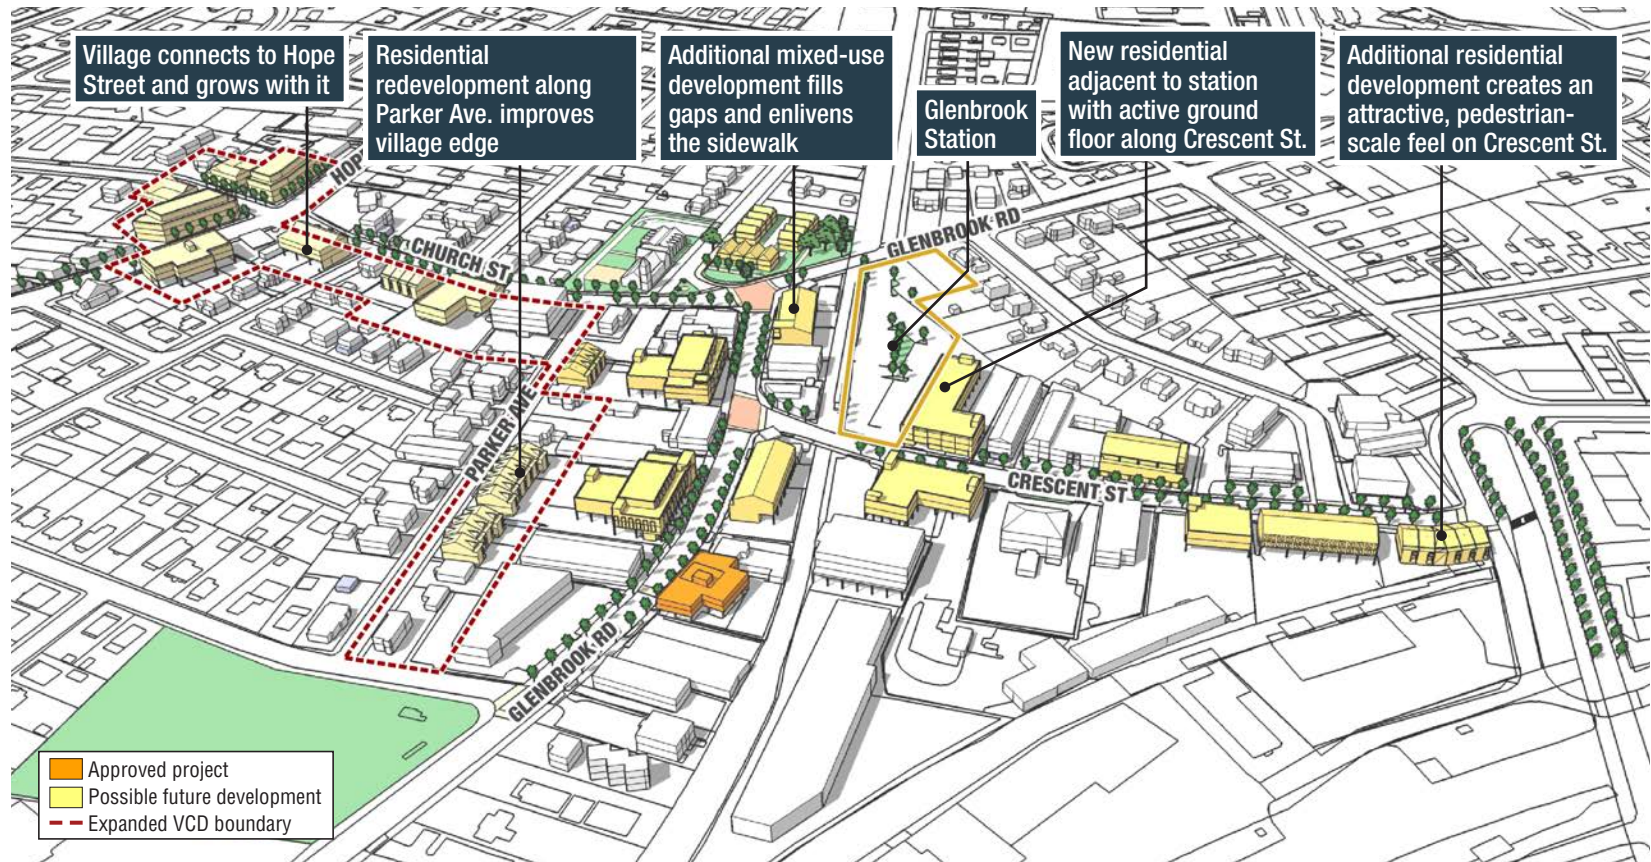 Village connects to Hope
Street and grows with it
Residential
redevelopment along
Parker Ave. improves
village edge
Additional mixed-use
development fills
gaps and enlivens
the sidewalk
Glenbrook
Station
New residential
adjacent to station
with active ground
floor along Crescent St.
Additional residential
development creates an
attractive, pedestrian-
scale feel on Crescent St.
HOP
CHURCH ST
GLENBROOK RD
PARKER AVE
CRESCENT ST
GLENBROOK RD
Approved project
Possible future development
Expanded VCD boundary